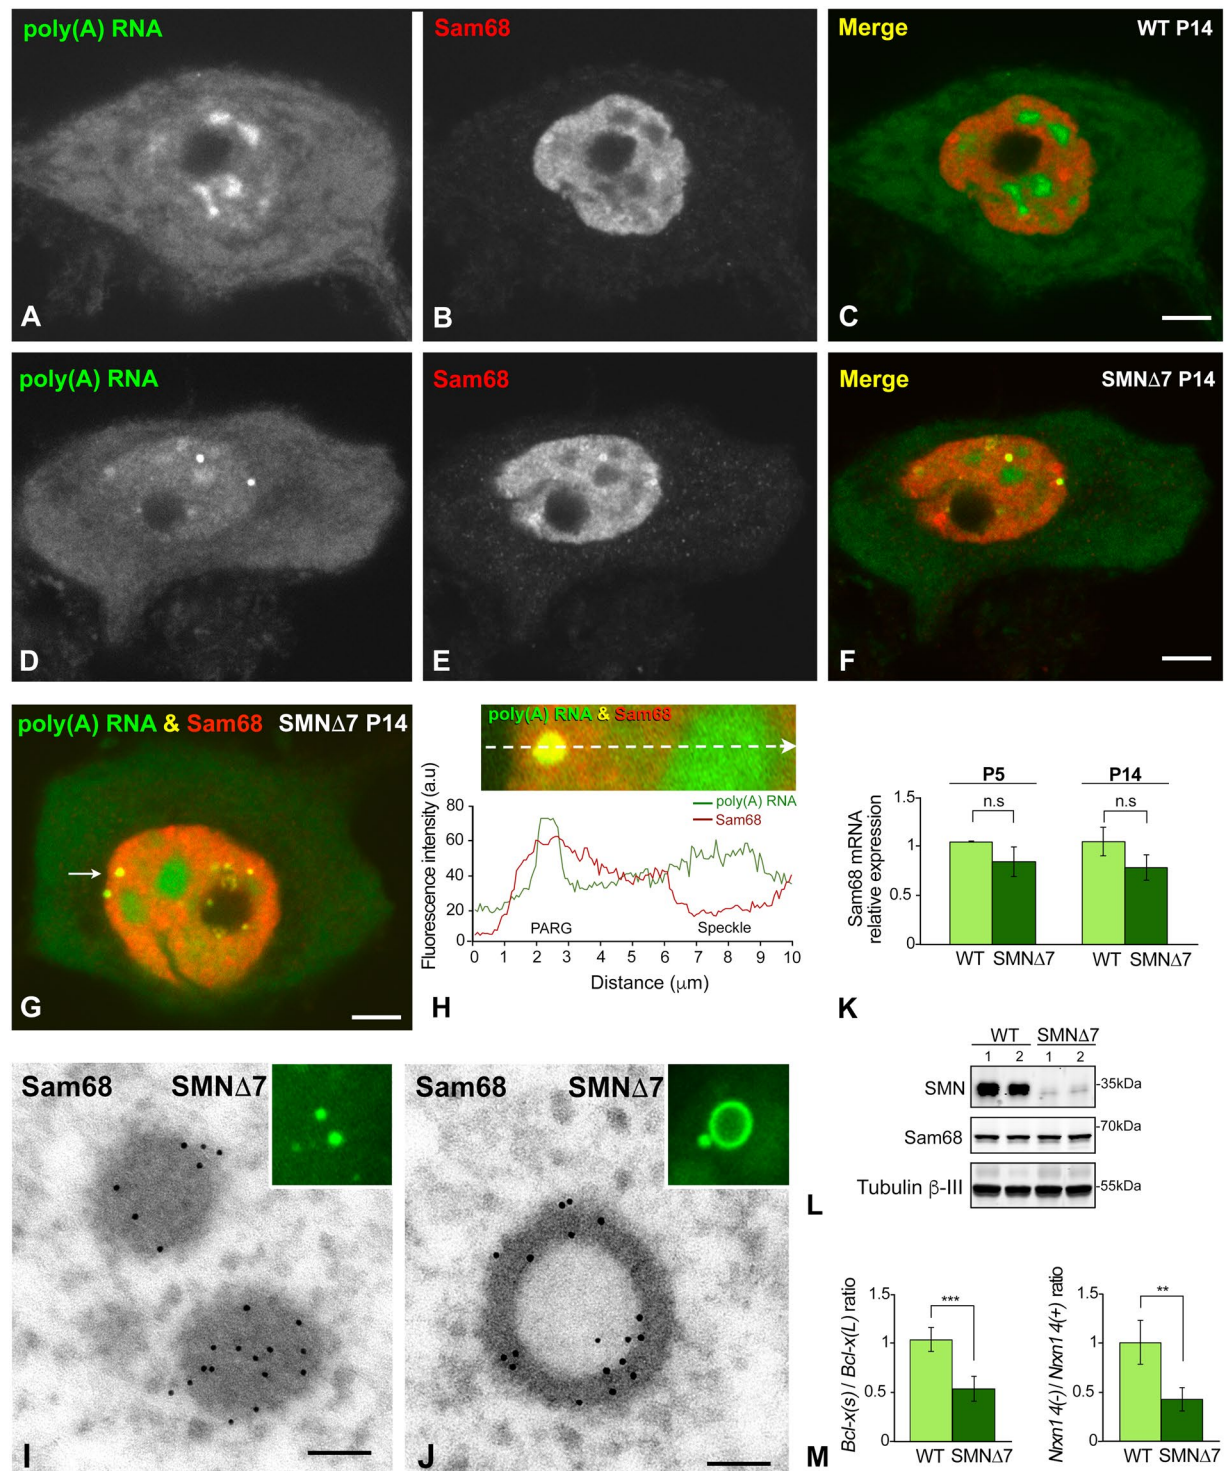 poly(A) RNA
Sam68
Merge
WT P14
A
B
C
poly(A) RNA
Sam68
Merge
SMNΔ7 P14
D
E
F
poly(A) RNA & Sam68 SMNΔ7 P14
G
poly(A) RNA & Sam68
Fluorescence intensity (a.u)
80
60
40
20
0
poly(A) RNA
Sam68
PARG
Speckle
0 1 2 3 4 5 6 7 8 9 10
Distance (μm)
H
P5
P14
n.s
n.s
Sam68 mRNA
relative expression
1.5
1
0.5
0
WT SMNΔ7
WT SMNΔ7
K
Sam68 SMNΔ7
I
Sam68 SMNΔ7
J
WT SMNΔ7
1 2 1 2
SMN
-35kDa
Sam68
-70kDa
Tubulin β-III
-55kDa
L
Bcl-x(s) / Bcl-x(L) ratio
1.5
1
0.5
0
***
WT SMNΔ7
Nrxn1 4(-)/ Nrxn1 4(+) ratio
1.5
1
0.5
0
**
WT SMNΔ7
M